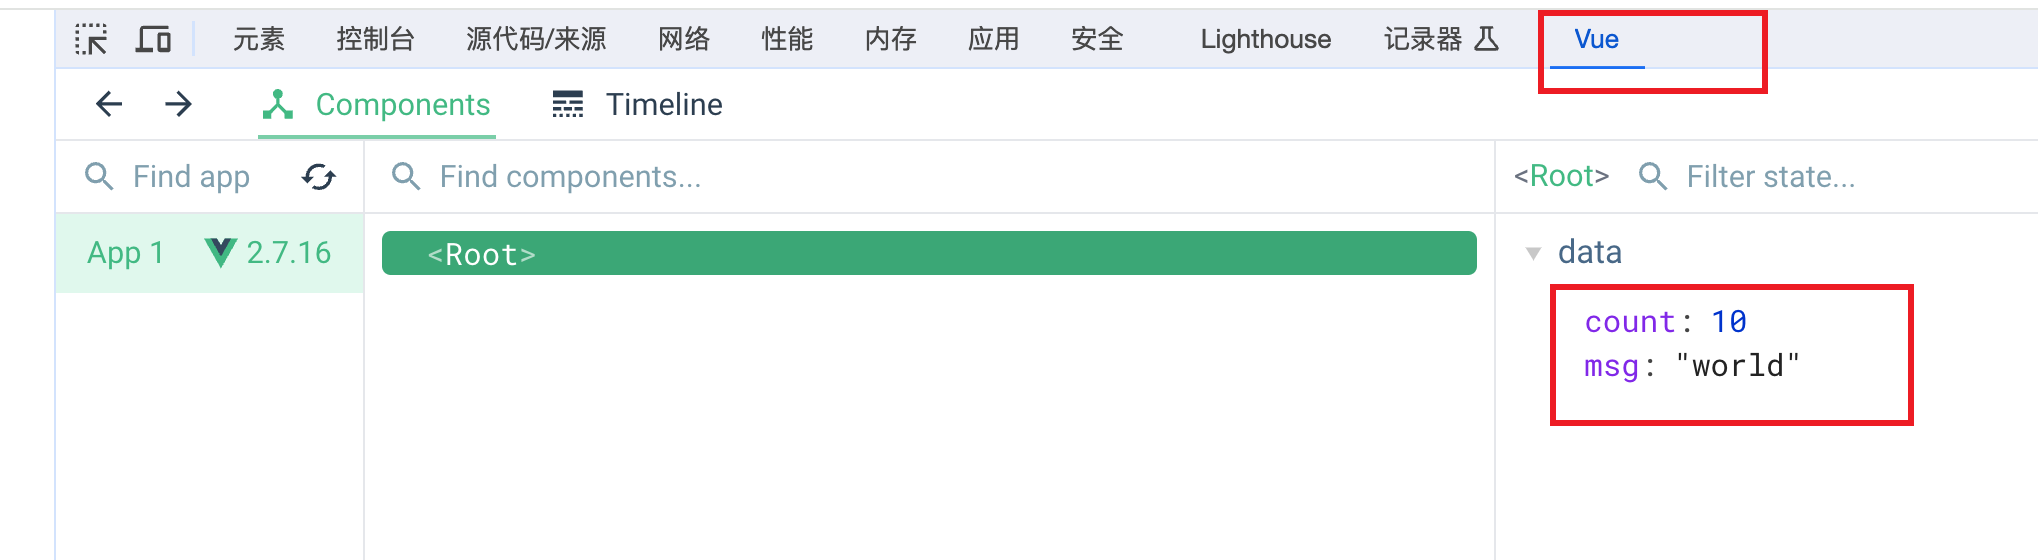 元素 控制台 源代码/来源 网络 性能 内存 应用 安全 Lighthouse 记录器 Vue
Components Timeline
Find app Find components... <Root> Filter state...
App 1 2.7.16 <Root> data
count: 10
msg: "world"